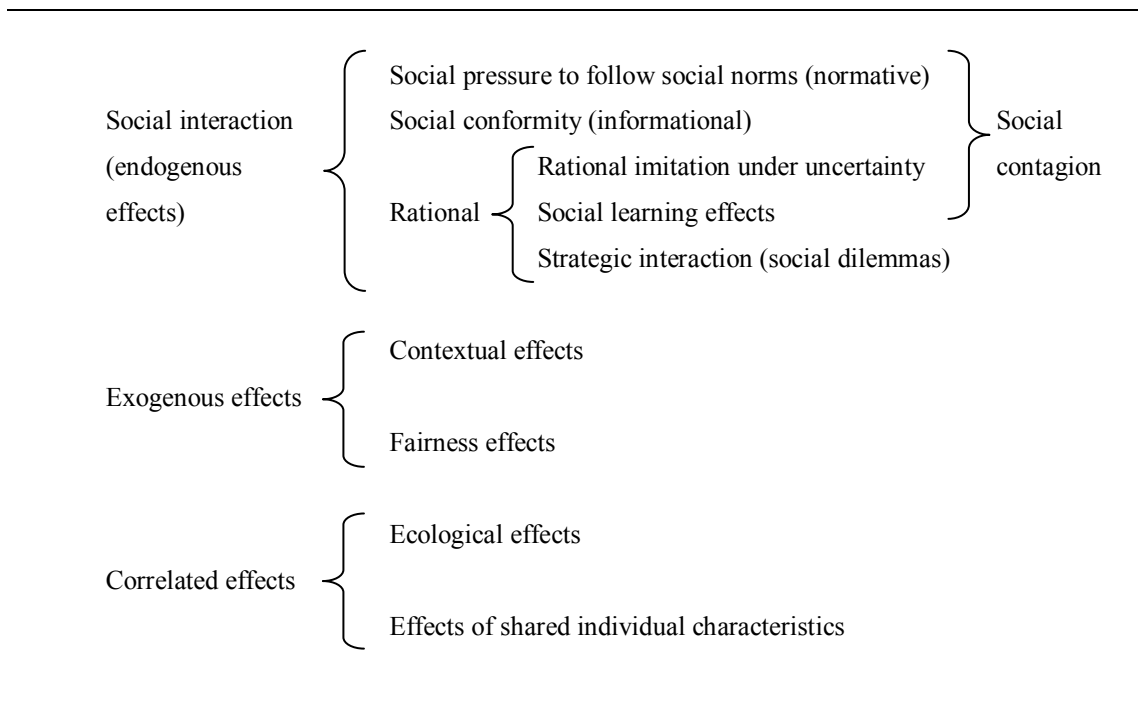 Social pressure to follow social norms (normative)
Social interaction Social conformity (informational) Social
(endogenous Rational imitation under uncertainty contagion
effects) Rational Social learning effects
Strategic interaction (social dilemmas)
Contextual effects
Exogenous effects
Fairness effects
Ecological effects
Correlated effects
Effects of shared individual characteristics